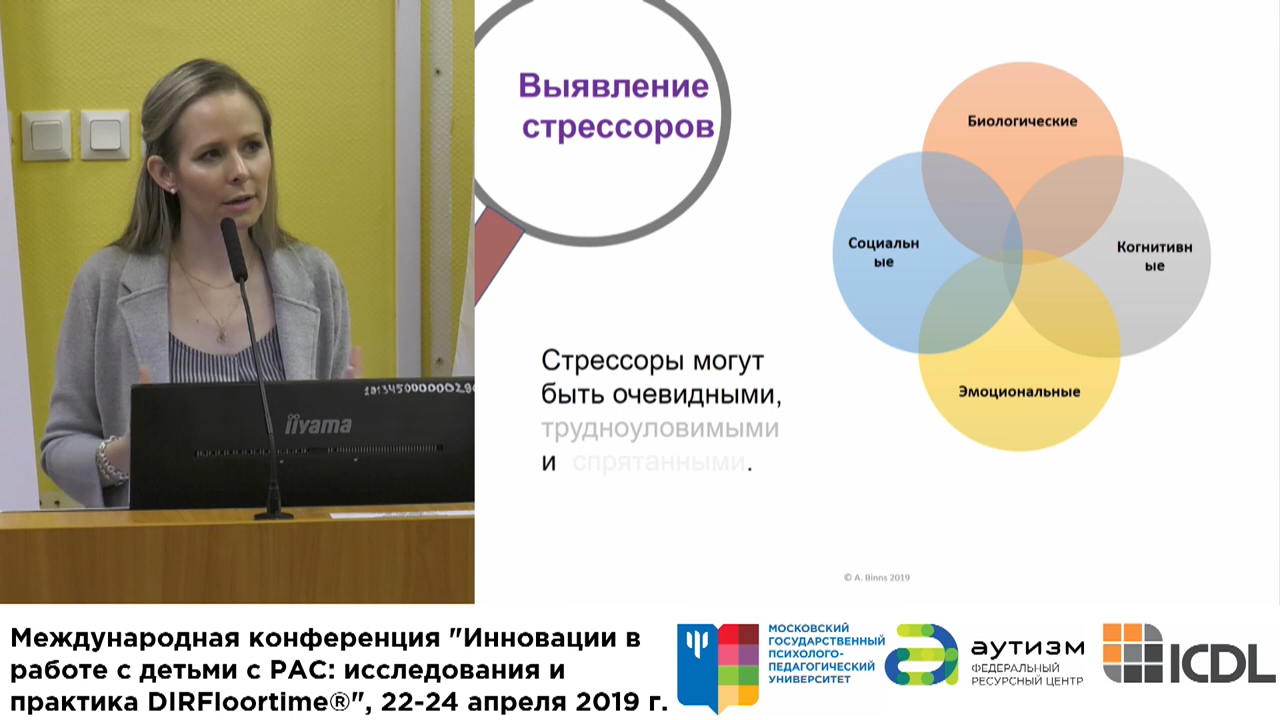 Выявление
стрессоров
Биологические
Социальн
ые
Когнитивн
ые
Эмоциональные
Стрессоры могут
быть очевидными,
трудноуловимыми
и спрятанными.
© A. Binns 2019
iiyama
Международная конференция "Инновации в
работе с детьми с РАС: исследования и
практика DIRFloortime®", 22-24 апреля 2019 г.
МОСКОВСКИЙ
ГОСУДАРСТВЕННЫЙ
ПСИХОЛОГО-
ПЕДАГОГИЧЕСКИЙ
УНИВЕРСИТЕТ
аутизм
ФЕДЕРАЛЬНЫЙ
РЕСУРСНЫЙ ЦЕНТР
ICDL